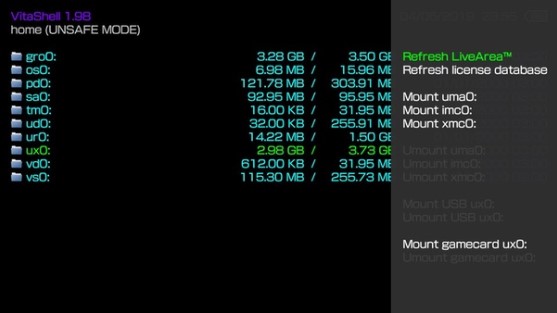 VitaShell 1.98
home (UNSAFE MODE)
gro0: 3.28 GB / 3.50 GB
os0: 6.98 MB / 15.96 MB
pd0: 121.78 MB / 303.91 MB
sa0: 92.95 MB / 95.95 MB
tm0: 16.00 KB / 31.95 MB
ud0: 32.00 KB / 255.91 MB
ur0: 14.22 MB / 1.50 GB
ux0: 2.98 GB / 3.73 GB
vd0: 612.00 KB / 31.95 MB
vs0: 115.30 MB / 255.73 MB
Refresh LiveArea™
Refresh license database
Mount uma0:
Mount imc0:
Mount xmc0:
Umount uma0:
Umount imc0:
Umount xmc0:
Mount USB ux0:
Umount USB ux0:
Mount gamecard ux0:
Umount gamecard ux0: